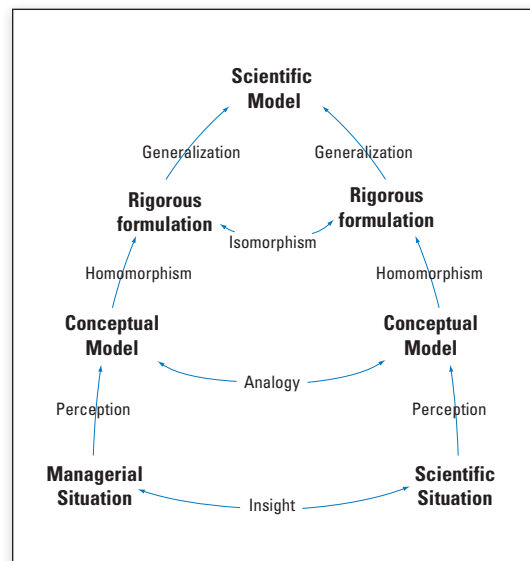 Scientific
Model
Generalization Generalization
Rigorous
formulation
Rigorous
formulation
Isomorphism
Homomorphism Homomorphism
Conceptual
Model
Conceptual
Model
Analogy
Perception Perception
Managerial
Situation
Scientific
Situation
Insight